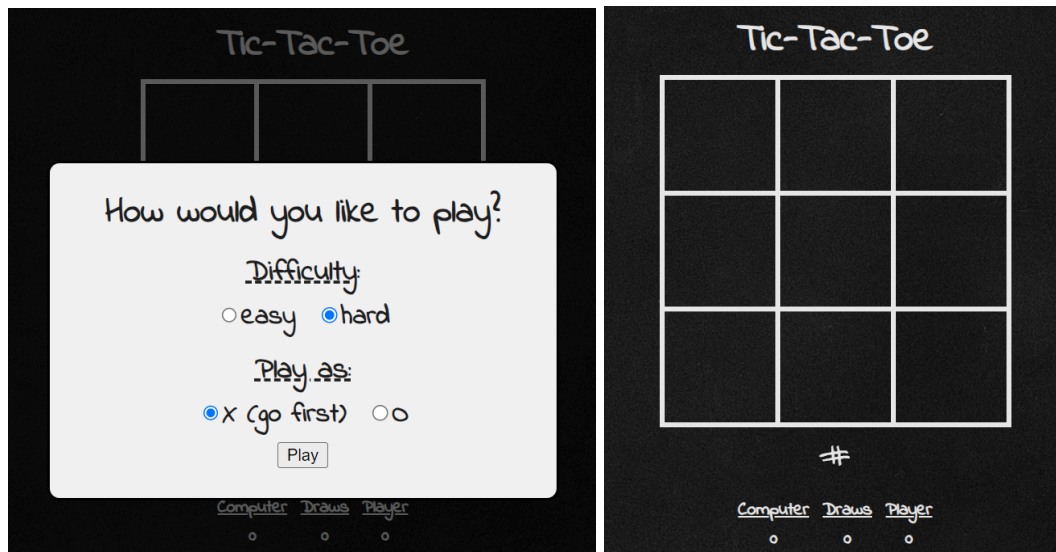 Tic-Tac-Toe
How would you like to play?
Difficulty:
easy hard
Play as:
X (go first) O
Play
Computer Draws Player
0 0 0
Tic-Tac-Toe
#
Computer Draws Player
0 0 0